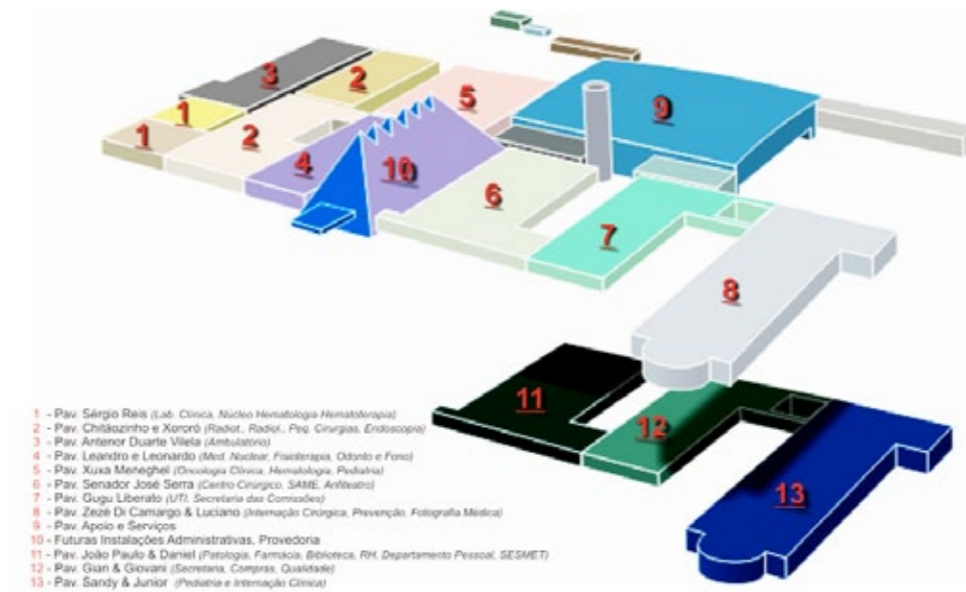 3
2
1
5
9
1
2
4
10
6
7
8
11
12
13
1 - Pav. Sérgio Reis (Lab. Clínica, Núcleo Hematologia Hematoterapia)
2 - Pav. Chitãozinho e Xororó (Radiot., Radiol., Peq. Cirurgias, Endoscopia)
3 - Pav. Antenor Duarte Vilela (Ambulatório)
4 - Pav. Leandro e Leonardo (Med. Nuclear, Fisioterapia, Odonto e Fono)
5 - Pav. Xuxa Meneghel (Oncologia Clínica, Hematologia, Pediatria)
6 - Pav. Senador José Serra (Centro Cirúrgico, SAME, Anfiteatro)
7 - Pav. Gugu Liberato (UTI, Secretaria das Comissões)
8 - Pav. Zezé Di Camargo & Luciano (Internação Cirúrgica, Prevenção, Fotografia Médica)
9 - Pav. Apoio e Serviços
10 - Futuras Instalações Administrativas, Provedoria
11 - Pav. João Paulo & Daniel (Patologia, Farmácia, Biblioteca, RH, Departamento Pessoal, SESMET)
12 - Pav. Gian & Giovani (Secretaria, Compras, Qualidade)
13 - Pav. Sandy & Junior (Pediatria e Internação Clínica)